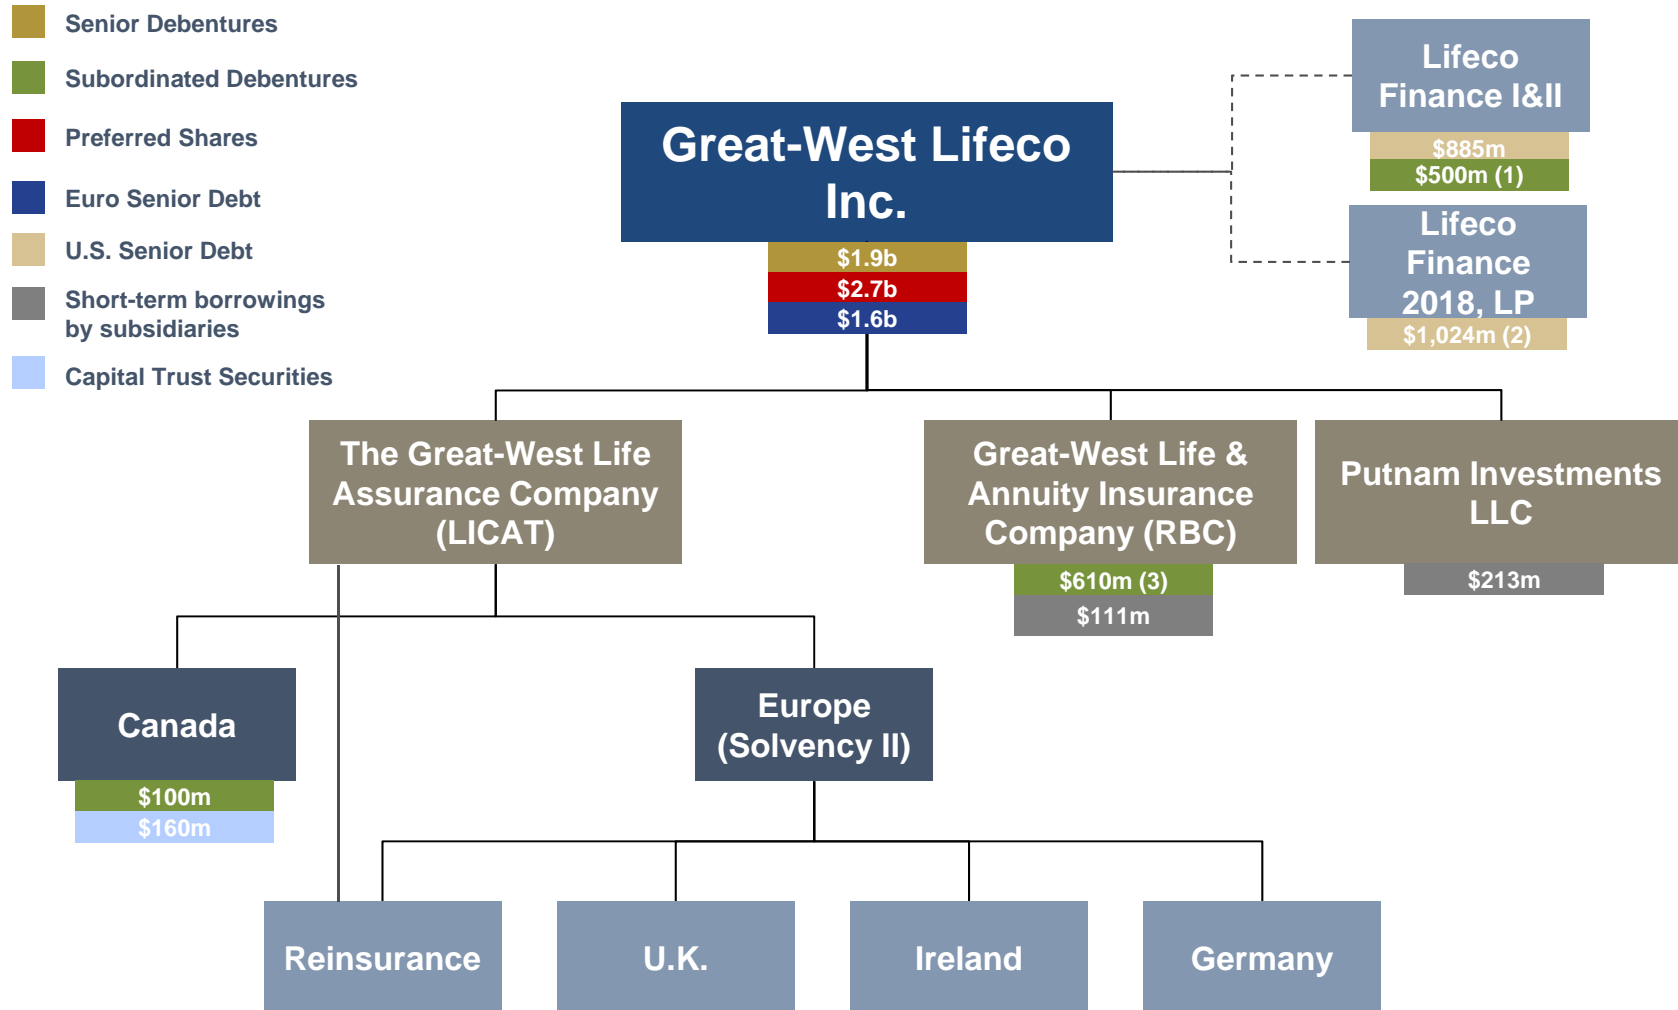 Senior Debentures
Subordinated Debentures
Preferred Shares
Euro Senior Debt
U.S. Senior Debt
Short-term borrowings
by subsidiaries
Capital Trust Securities
Great-West Lifeco
Inc.
$1.9b
$2.7b
$1.6b
Lifeco
Finance I&II
$885m
$500m (1)
Lifeco
Finance
2018, LP
$1,024m (2)
The Great-West Life
Assurance Company
(LICAT)
Great-West Life &
Annuity Insurance
Company (RBC)
$610m (3)
$111m
Putnam Investments
LLC
$213m
Canada
$100m
$160m
Europe
(Solvency II)
Reinsurance
U.K.
Ireland
Germany